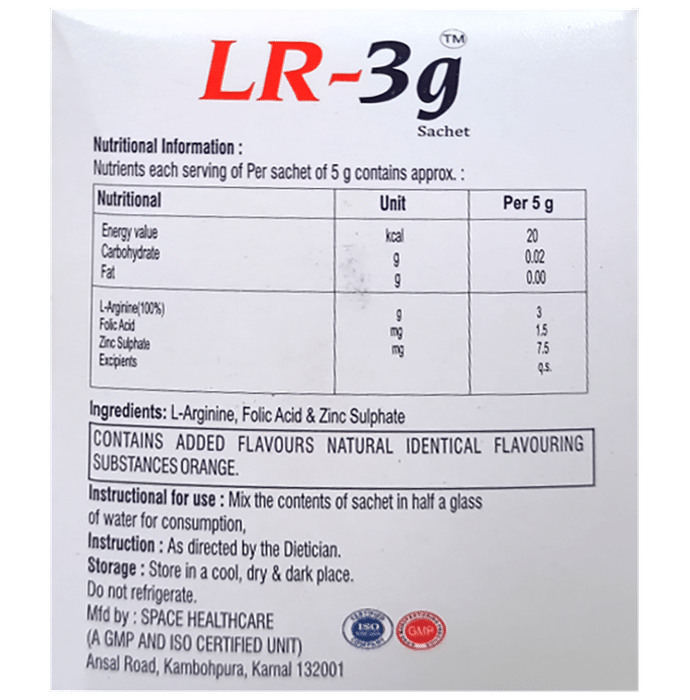 LR-3g TM
Sachet
Nutritional Information :
Nutrients each serving of Per sachet of 5 g contains approx. :
Nutritional Unit Per 5 g
Energy value kcal 20
Carbohydrate g 0.02
Fat g 0.00
L-Arginine(100%) g 3
Folic Acid mg 1.5
Zinc Sulphate mg 7.5
Excipients q.s.
Ingredients: L-Arginine, Folic Acid & Zinc Sulphate
CONTAINS ADDED FLAVOURS NATURAL IDENTICAL FLAVOURING
SUBSTANCES ORANGE.
Instructional for use : Mix the contents of sachet in half a glass
of water for consumption,
Instruction : As directed by the Dietician.
Storage : Store in a cool, dry & dark place.
Do not refrigerate.
Mfd by : SPACE HEALTHCARE
(A GMP AND ISO CERTIFIED UNIT)
Ansal Road, Kambohpura, Karnal 132001
ISO
GMP